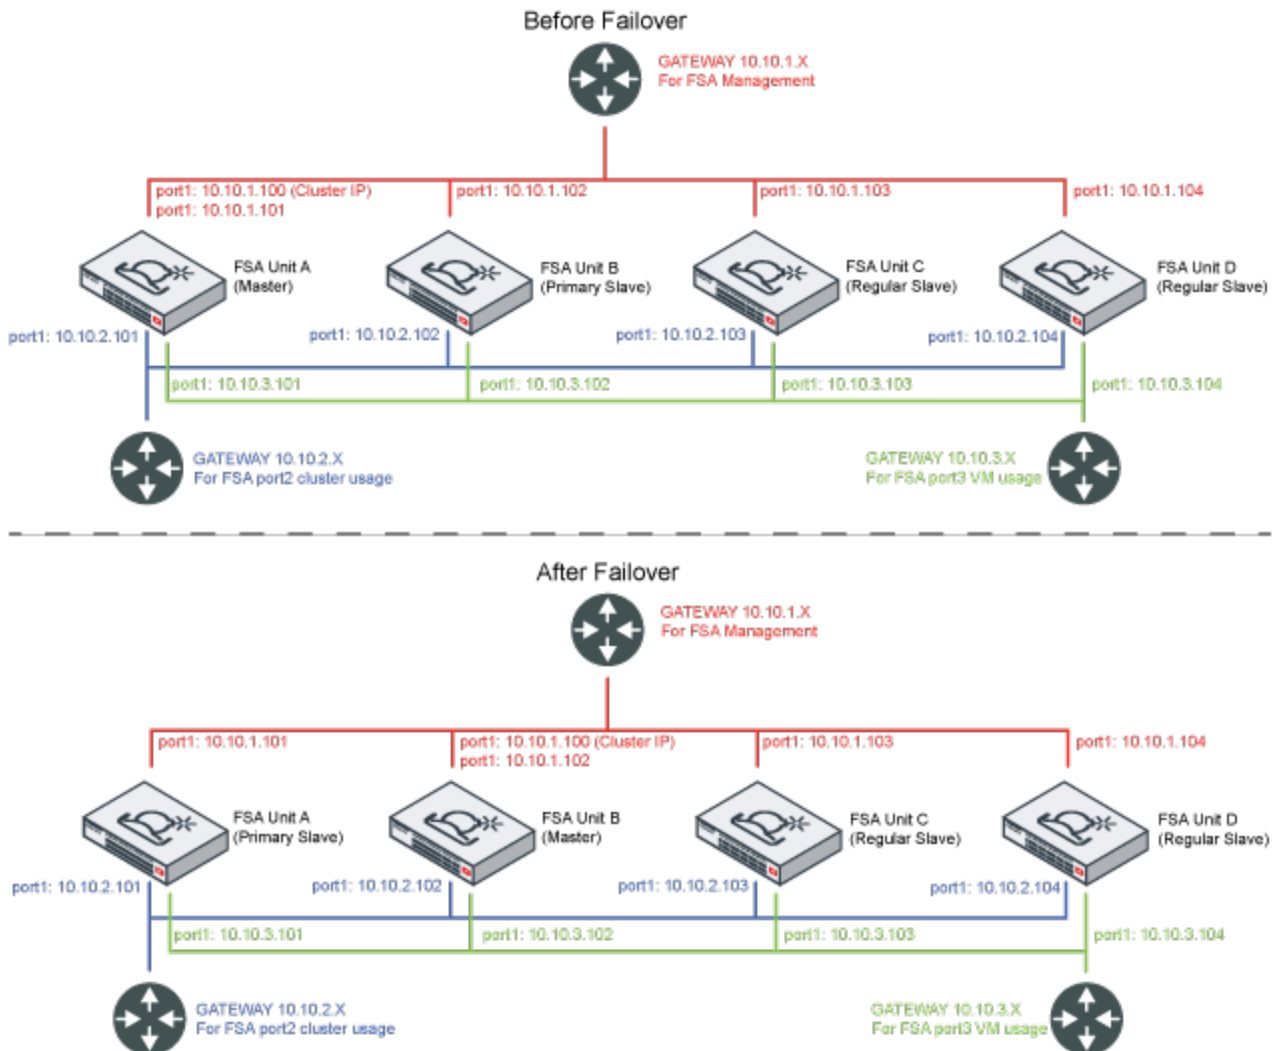 Before Failover
GATEWAY 10.10.1.X
For FSA Management
port1: 10.10.1.100 (Cluster IP)
port1: 10.10.1.101
port1: 10.10.1.102
port1: 10.10.1.103
port1: 10.10.1.104
FSA Unit A
(Master)
FSA Unit B
(Primary Slave)
FSA Unit C
(Regular Slave)
FSA Unit D
(Regular Slave)
port1: 10.10.2.101
port1: 10.10.2.102
port1: 10.10.2.103
port1: 10.10.2.104
port1: 10.10.3.101
port1: 10.10.3.102
port1: 10.10.3.103
port1: 10.10.3.104
GATEWAY 10.10.2.X
For FSA port2 cluster usage
GATEWAY 10.10.3.X
For FSA port3 VM usage
After Failover
GATEWAY 10.10.1.X
For FSA Management
port1: 10.10.1.101
port1: 10.10.1.100 (Cluster IP)
port1: 10.10.1.102
port1: 10.10.1.103
port1: 10.10.1.104
FSA Unit A
(Primary Slave)
FSA Unit B
(Master)
FSA Unit C
(Regular Slave)
FSA Unit D
(Regular Slave)
port1: 10.10.2.101
port1: 10.10.2.102
port1: 10.10.2.103
port1: 10.10.2.104
port1: 10.10.3.101
port1: 10.10.3.102
port1: 10.10.3.103
port1: 10.10.3.104
GATEWAY 10.10.2.X
For FSA port2 cluster usage
GATEWAY 10.10.3.X
For FSA port3 VM usage